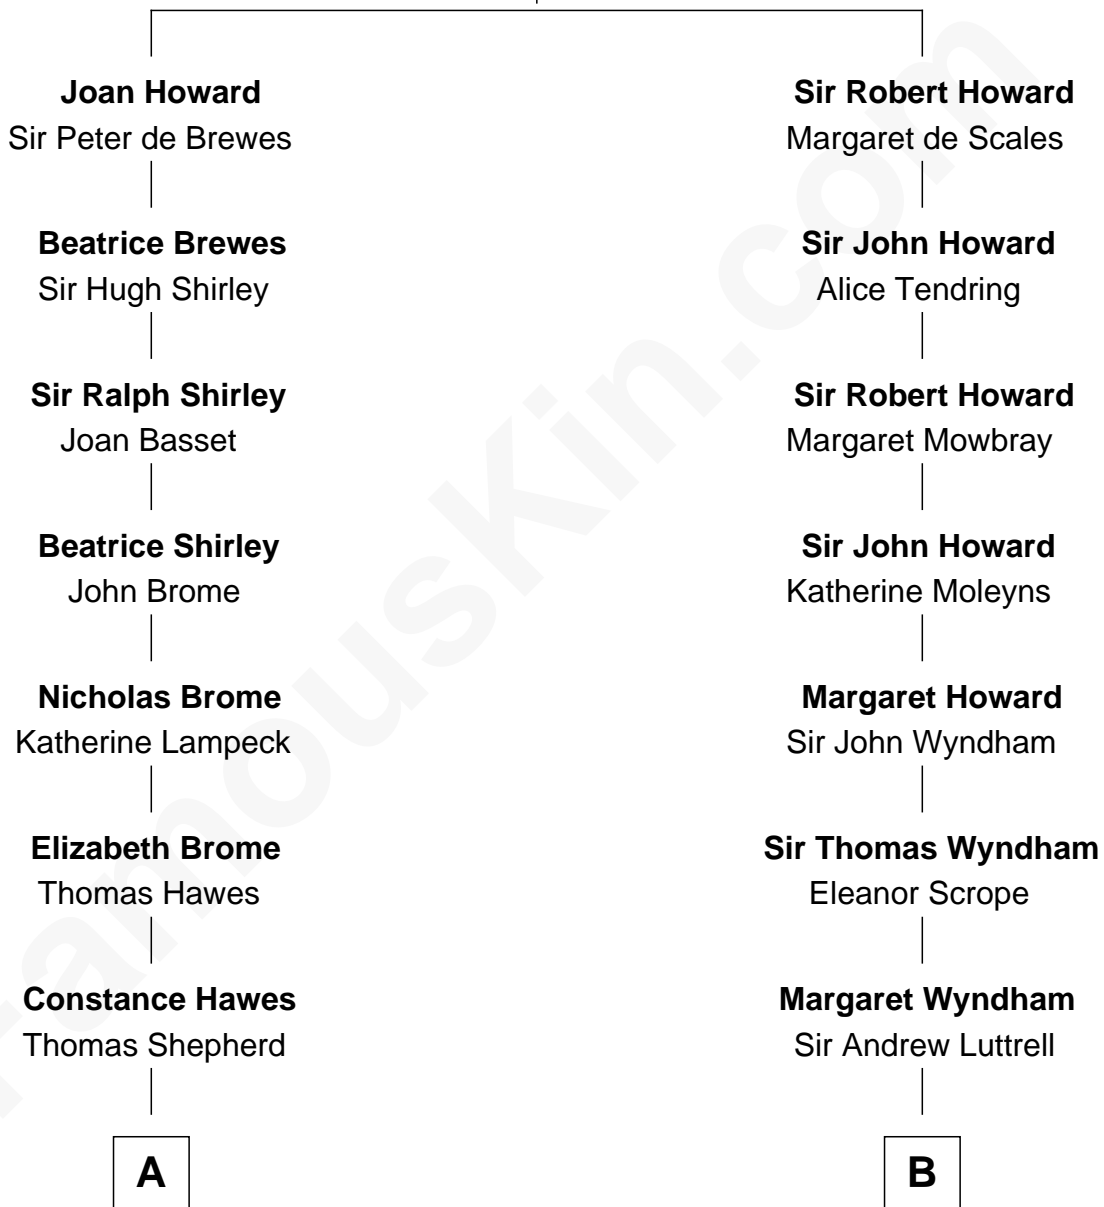 Joan Howard
Sir Peter de Brewes
Beatrice Brewes
Sir Hugh Shirley
Sir Ralph Shirley
Joan Basset
Beatrice Shirley
John Brome
Nicholas Brome
Katherine Lampeck
Elizabeth Brome
Thomas Hawes
Constance Hawes
Thomas Shepherd
A
Sir Robert Howard
Margaret de Scales
Sir John Howard
Alice Tendring
Sir Robert Howard
Margaret Mowbray
Sir John Howard
Katherine Moleyns
Margaret Howard
Sir John Wyndham
Sir Thomas Wyndham
Eleanor Scrope
Margaret Wyndham
Sir Andrew Luttrell
B
FamousKin.com